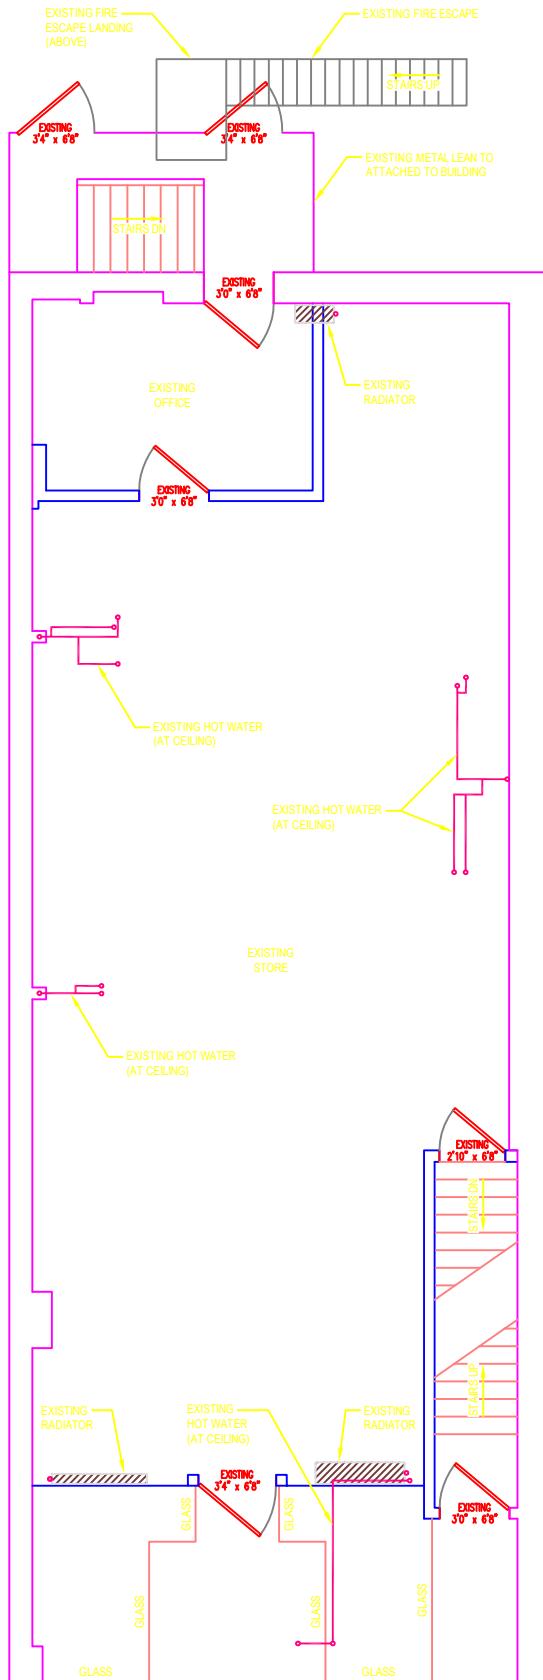 EXISTING FIRE
ESCAPE LANDING
(ABOVE)
EXISTING FIRE ESCAPE
STAIRS UP
EXISTING
3'4" x 6'8"
EXISTING
3'4" x 6'8"
EXISTING METAL LEAN TO
ATTACHED TO BUILDING
STAIRS DN
EXISTING
3'0" x 6'8"
EXISTING
OFFICE
EXISTING
RADIATOR
EXISTING
3'0" x 6'8"
EXISTING HOT WATER
(AT CEILING)
EXISTING HOT WATER
(AT CEILING)
EXISTING
STORE
EXISTING HOT WATER
(AT CEILING)
EXISTING
2'10" x 6'8"
STAIRS DN
STAIRS UP
EXISTING
RADIATOR
EXISTING
HOT WATER
(AT CEILING)
EXISTING
RADIATOR
EXISTING
3'4" x 6'8"
EXISTING
3'0" x 6'8"
GLASS
GLASS
GLASS
GLASS
GLASS
GLASS
GLASS